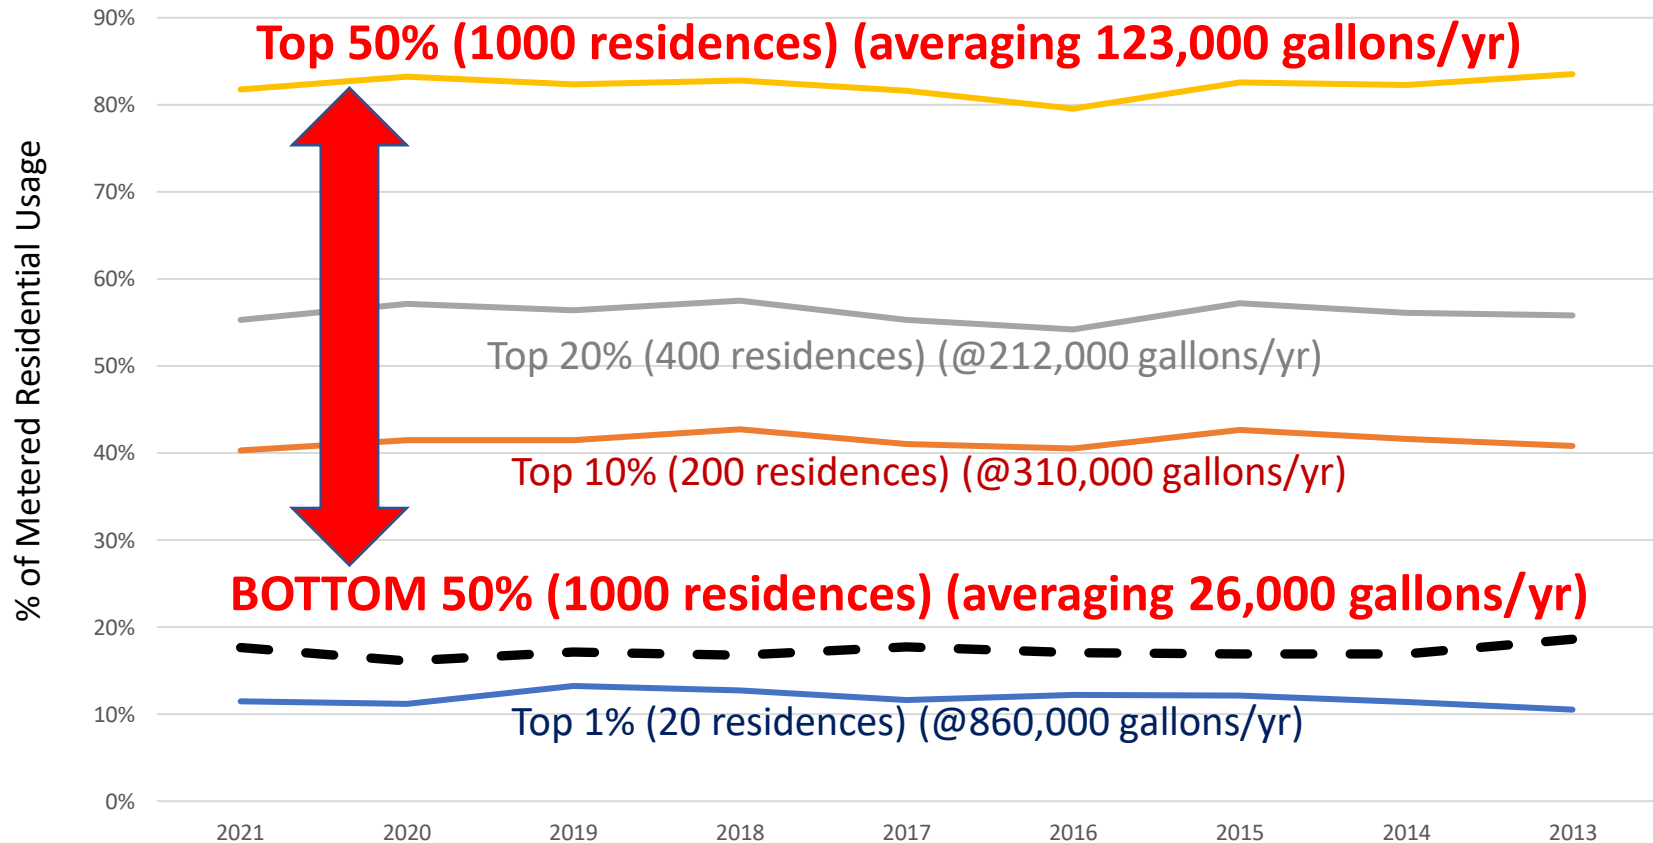 % of Metered Residential Usage
90%
80%
70%
60%
50%
40%
30%
20%
10%
0%
Top 50% (1000 residences) (averaging 123,000 gallons/yr)
Top 20% (400 residences) (@212,000 gallons/yr)
Top 10% (200 residences) (@310,000 gallons/yr)
BOTTOM 50% (1000 residences) (averaging 26,000 gallons/yr)
Top 1% (20 residences) (@860,000 gallons/yr)
2021 2020 2019 2018 2017 2016 2015 2014 2013